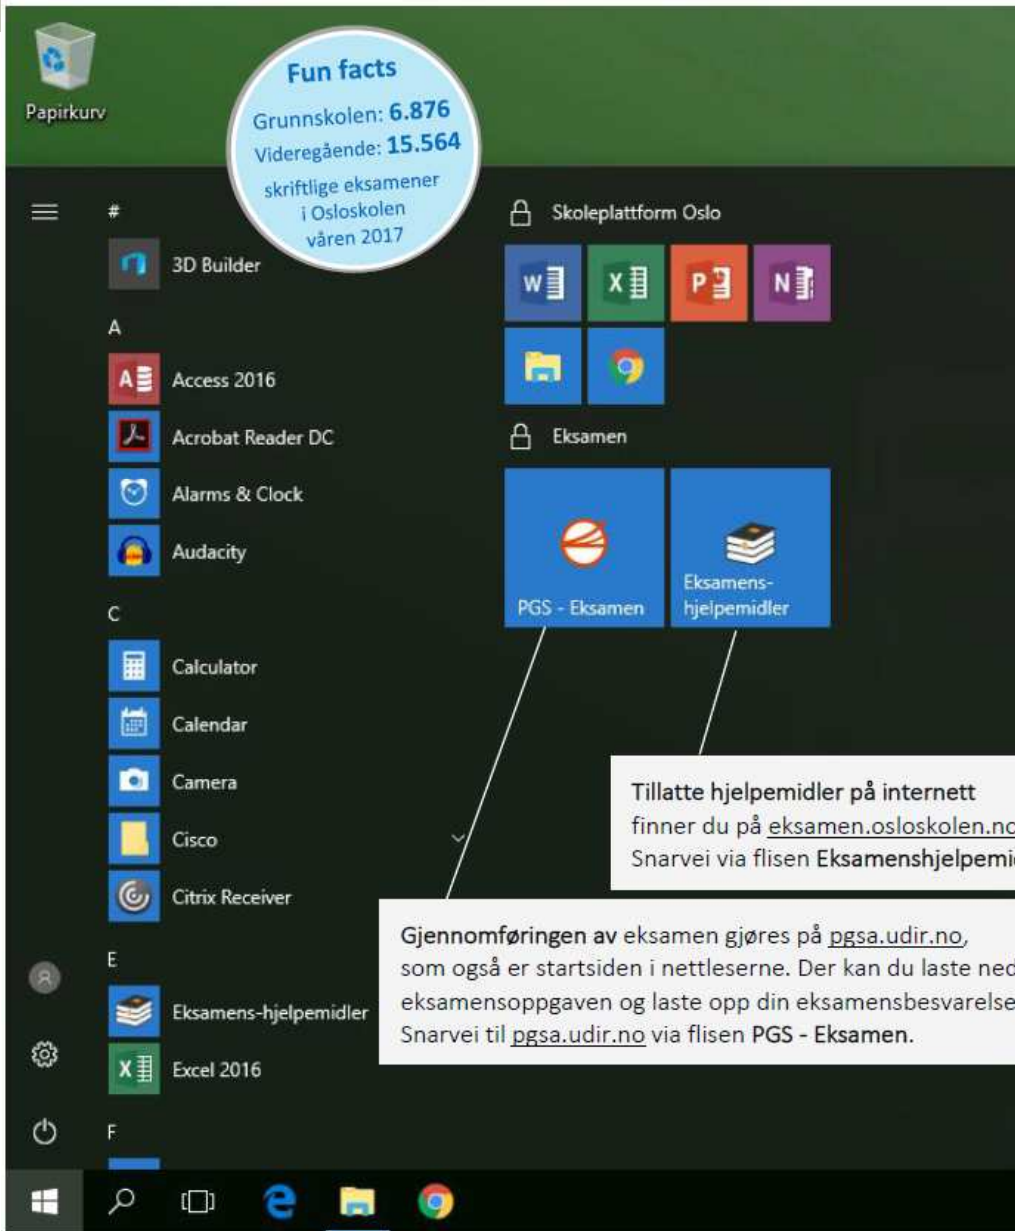 Papirkurv
Fun facts
Grunnskolen: 6.876
Videregående: 15.564
skriftlige eksamener
i Osloskolen
våren 2017
#
3D Builder
A
Access 2016
Acrobat Reader DC
Alarms & Clock
Audacity
C
Calculator
Calendar
Camera
Cisco
Citrix Receiver
E
Eksamens-hjelpemidler
Excel 2016
F
Skoleplattform Oslo
Eksamen
PGS - Eksamen
Eksamens-
hjelpemidler
Tillatte hjelpemidler på internett
finner du på eksamen.osloskolen.no
Snarvei via flisen Eksamenshjelpemi
Gjennomføringen av eksamen gjøres på pgsa.udir.no,
som også er startsiden i nettleserne. Der kan du laste ned
eksamensoppgaven og laste opp din eksamensbesvarelse
Snarvei til pgsa.udir.no via flisen PGS - Eksamen.